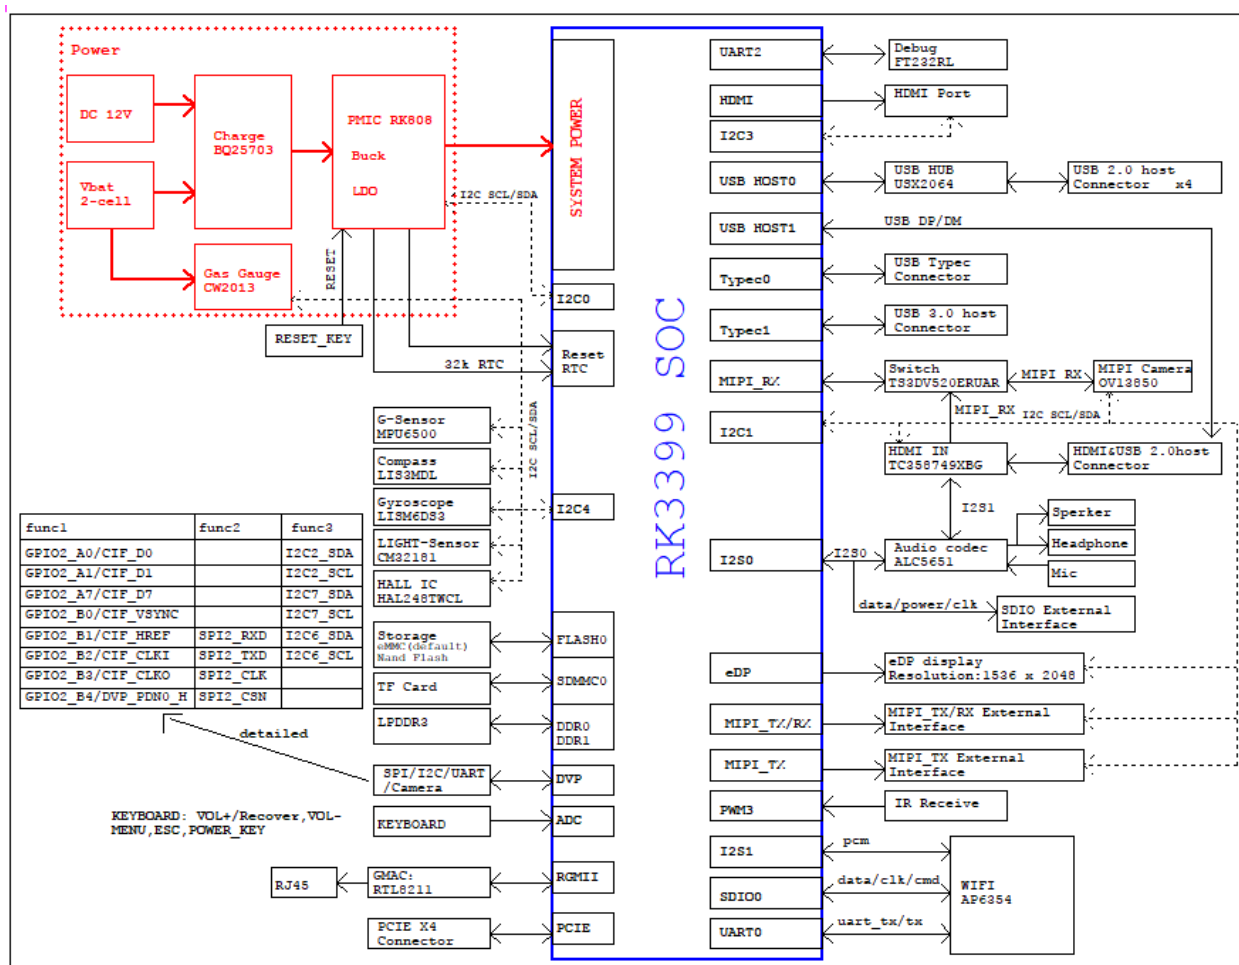 Power
DC 12V
Vbat
2-cell
Charge
BQ25703
Gas Gauge
CW2013
PMIC RK808
Buck
LDO
RESET
RESET_KEY
I2C SCL/SDA
32k RTC
SYSTEM POWER
I2C0
Reset
RTC
I2C SCL/SDA
G-Sensor
MPU6500
Compass
LIS3MDL
Gyroscope
LISM6DS3
LIGHT-Sensor
CM32181
HALL IC
HAL248TWCL
I2C4
Storage
eMMC(default)
Nand Flash
FLASH0
TF Card
SDMMC0
LPDDR3
DDR0
DDR1
SPI/I2C/UART
/Camera
DVP
detailed
KEYBOARD: VOL+/Recover,VOL-
MENU,ESC,POWER_KEY
KEYBOARD
ADC
RJ45
GMAC:
RTL8211
RGMII
PCIE X4
Connector
PCIE
func1 func2 func3
GPIO2_A0/CIF_D0 I2C2_SDA
GPIO2_A1/CIF_D1 I2C2_SCL
GPIO2_A7/CIF_D7 I2C7_SDA
GPIO2_B0/CIF_VSYNC I2C7_SCL
GPIO2_B1/CIF_HREF SPI2_RXD I2C6_SDA
GPIO2_B2/CIF_CLKI SPI2_TXD I2C6_SCL
GPIO2_B3/CIF_CLKO SPI2_CLK
GPIO2_B4/DVP_PDN0_H SPI2_CSN
RK3399 SOC
UART2
Debug
FT232RL
HDMI
HDMI Port
I2C3
USB HOST0
USB HUB
USX2064
USB 2.0 host
Connector x4
USB HOST1
USB DP/DM
Typec0
USB Typec
Connector
Typec1
USB 3.0 host
Connector
MIPI_RX
Switch
TS3DV520ERUAR
MIPI RX
MIPI Camera
OV13850
MIPI_RX
I2C SCL/SDA
I2C1
HDMI IN
TC358749XBG
HDMI&USB 2.0host
Connector
I2S1
I2S0
I2S0
Audio codec
ALC5651
Sperker
Headphone
Mic
data/power/clk
SDIO External
Interface
eDP
eDP display
Resolution:1536 x 2048
MIPI_TX/RX
MIPI_TX/RX External
Interface
MIPI_TX
MIPI_TX External
Interface
PWM3
IR Receive
I2S1
pcm
SDIO0
data/clk/cmd
UART0
uart_tx/tx
WIFI
AP6354